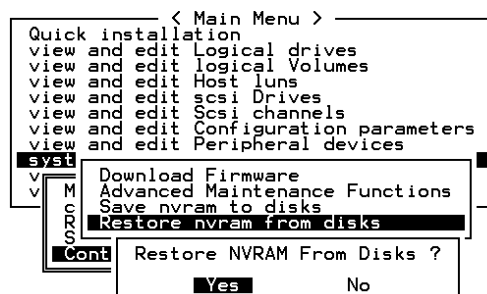 < Main Menu >
Quick installation
view and edit Logical drives
view and edit logical Volumes
view and edit Host luns
view and edit scsi Drives
view and edit Scsi channels
view and edit Configuration parameters
view and edit Peripheral devices
syst
v
v
Download Firmware
Advanced Maintenance Functions
Save nvram to disks
Restore nvram from disks
M
C
R
S
Cont
Restore NVRAM From Disks ?
Yes No